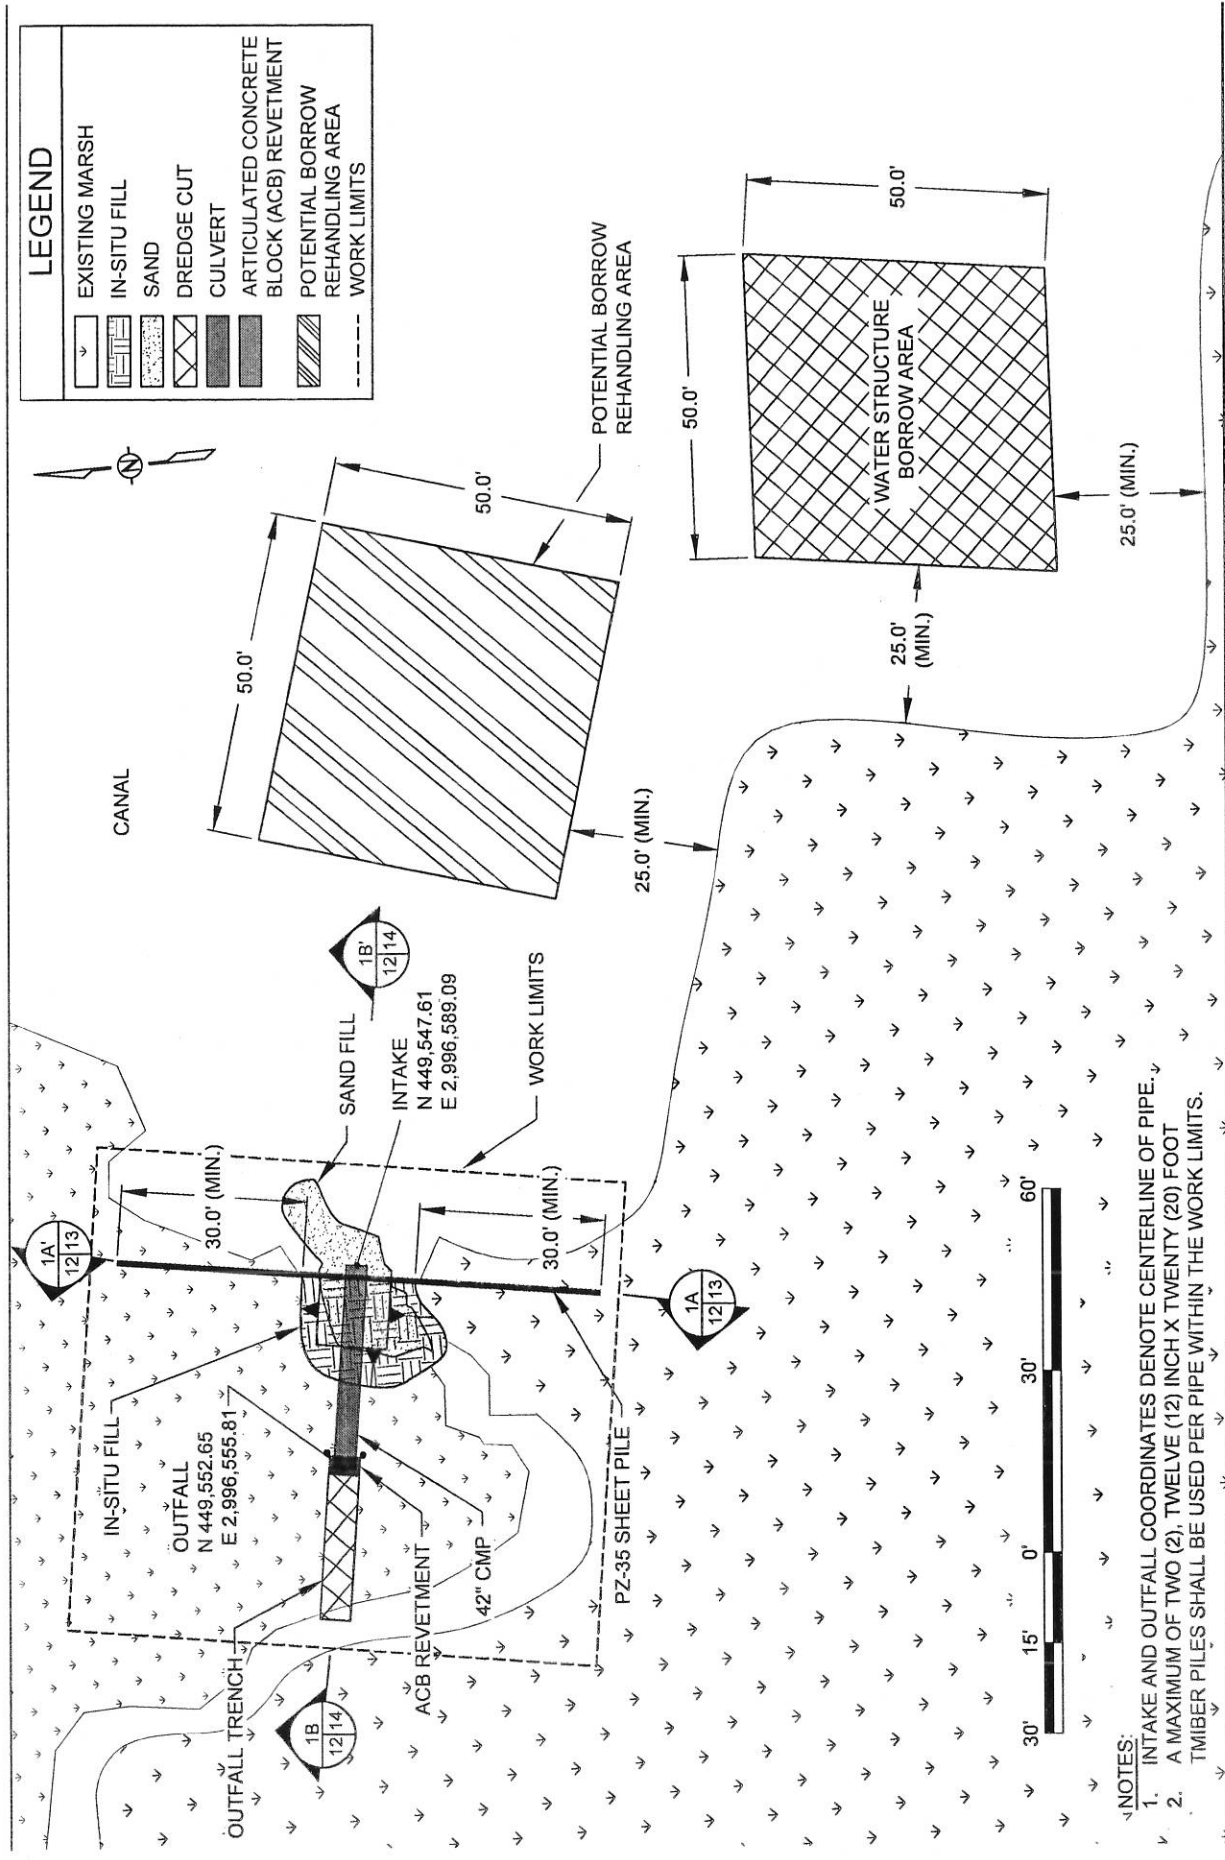 LEGEND
EXISTING MARSH
IN-SITU FILL
SAND
DREDGE CUT
CULVERT
ARTICULATED CONCRETE
BLOCK (ACB) REVETMENT
POTENTIAL BORROW
REHANDLING AREA
WORK LIMITS
N
CANAL
50.0'
50.0'
POTENTIAL BORROW
REHANDLING AREA
25.0' (MIN.)
50.0'
50.0'
WATER STRUCTURE
BORROW AREA
25.0'
(MIN.)
25.0' (MIN.)
1A'
12 13
30.0' (MIN.)
SAND FILL
1B'
12 14
INTAKE
N 449,547.61
E 2,996,589.09
WORK LIMITS
30.0' (MIN.)
1A
12 13
IN-SITU FILL
OUTFALL
N 449,552.65
E 2,996,555.81
OUTFALL TRENCH
1B
12 14
ACB REVETMENT
42" CMP
PZ-35 SHEET PILE
30' 15' 0' 30' 60'
NOTES:
1. INTAKE AND OUTFALL COORDINATES DENOTE CENTERLINE OF PIPE.
2. A MAXIMUM OF TWO (2), TWELVE (12) INCH X TWENTY (20) FOOT
TMIBER PILES SHALL BE USED PER PIPE WITHIN THE WORK LIMITS.